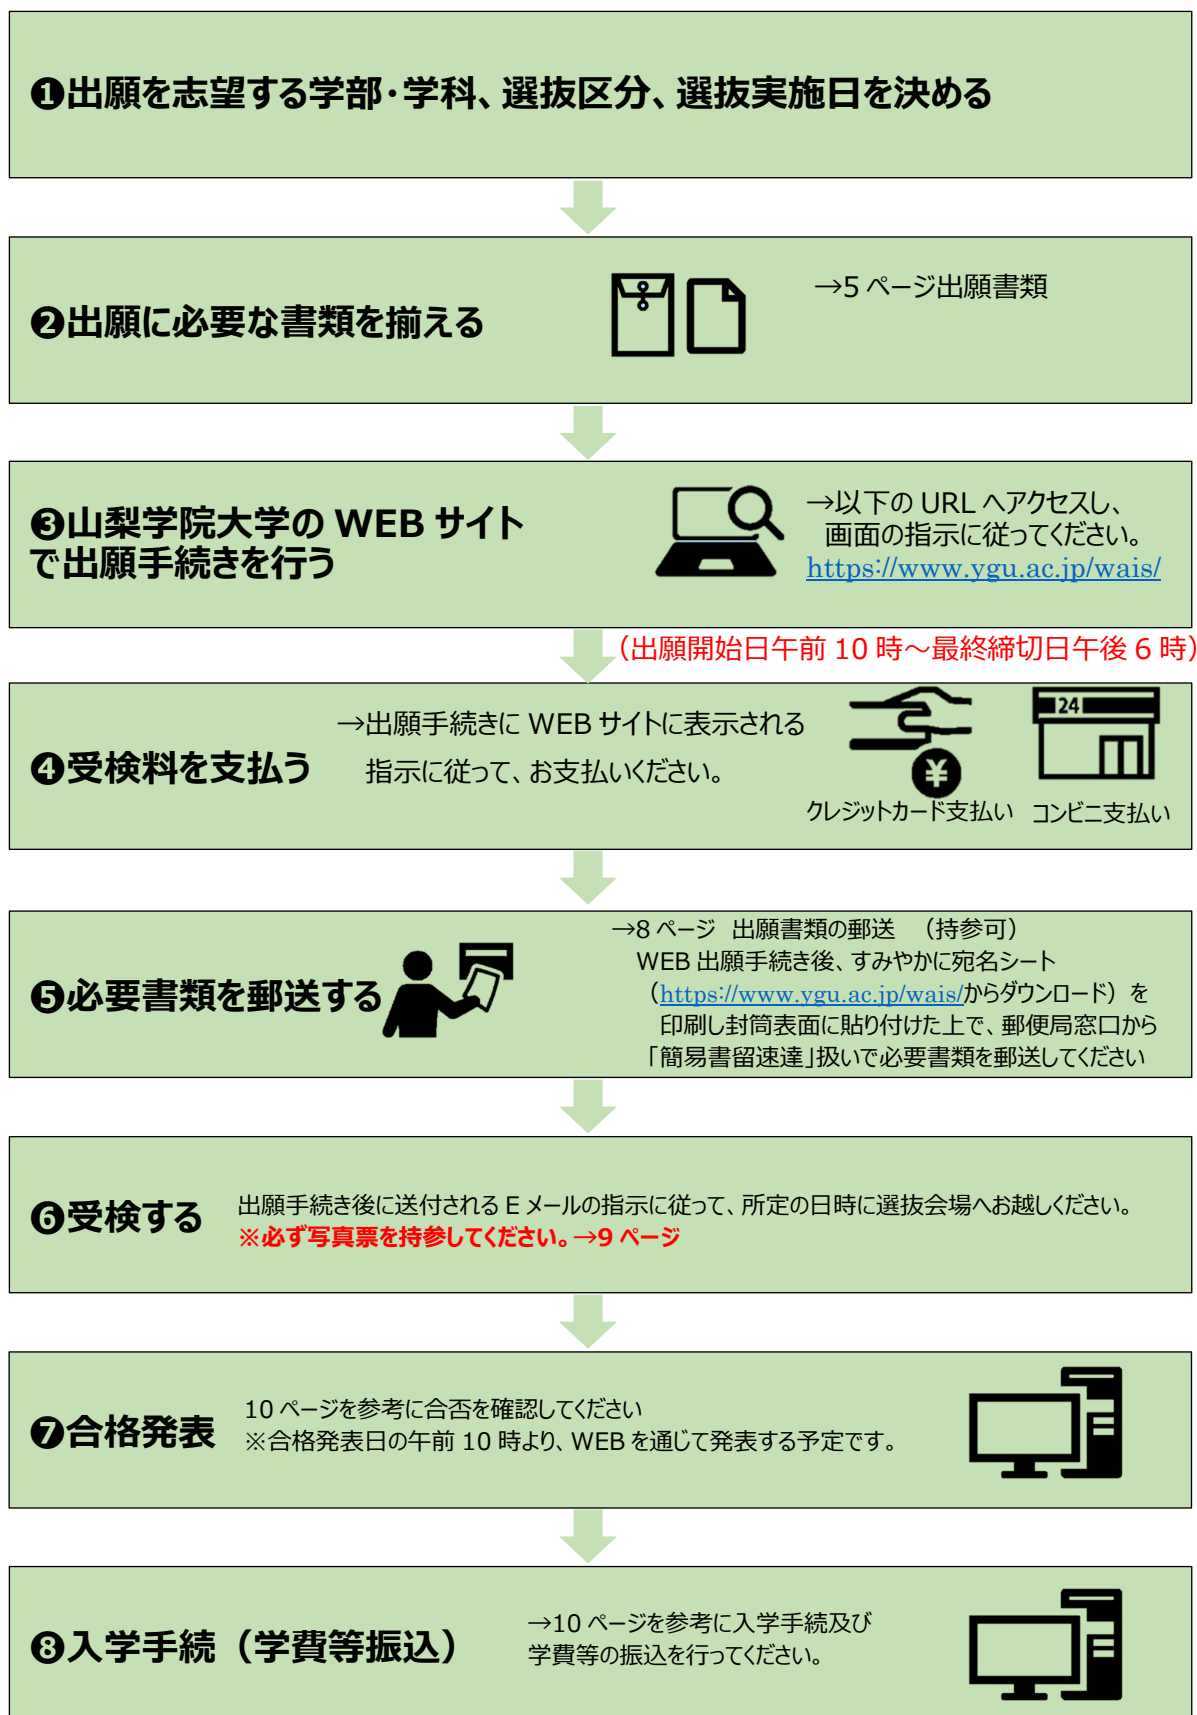 ❶出願を志望する学部・学科、選抜区分、選抜実施日を決める
❷出願に必要な書類を揃える
→5 ページ出願書類
❸山梨学院大学の WEB サイト
で出願手続きを行う
→以下の URL へアクセスし、
画面の指示に従ってください。
https://www.ygu.ac.jp/wais/
（出願開始日午前 10 時～最終締切日午後 6 時）
❹受検料を支払う
→出願手続きに WEB サイトに表示される
指示に従って、お支払いください。
24
¥
クレジットカード支払い コンビニ支払い
❺必要書類を郵送する
→8 ページ 出願書類の郵送 （持参可）
WEB 出願手続き後、すみやかに宛名シート
（https://www.ygu.ac.jp/wais/からダウンロード）を
印刷し封筒表面に貼り付けた上で、郵便局窓口から
「簡易書留速達」扱いで必要書類を郵送してください
❻受検する
出願手続き後に送付される E メールの指示に従って、所定の日時に選抜会場へお越しください。
※必ず写真票を持参してください。→9 ページ
❼合格発表
10 ページを参考に合否を確認してください
※合格発表日の午前 10 時より、WEB を通じて発表する予定です。
❽入学手続（学費等振込）
→10 ページを参考に入学手続及び
学費等の振込を行ってください。